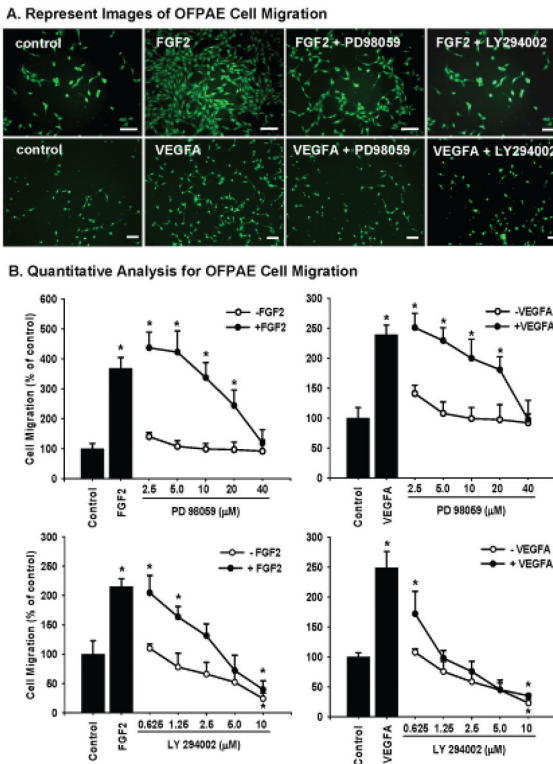 A. Represent Images of OFPAE Cell Migration
control
FGF2
FGF2 + PD98059
FGF2 + LY294002
control
VEGFA
VEGFA + PD98059
VEGFA + LY294002
B. Quantitative Analysis for OFPAE Cell Migration
Cell Migration (% of control)
600
500
400
300
200
100
0
-FGF2
+FGF2
*
*
*
*
*
Control
FGF2
2.5
5.0
10
20
40
PD 98059 (µM)
300
250
200
150
100
50
0
-VEGFA
+VEGFA
*
*
*
*
*
Control
VEGFA
2.5
5.0
10
20
40
PD 98059 (µM)
Cell Migration (% of control)
300
250
200
150
100
50
0
- FGF2
+ FGF2
*
*
*
*
*
Control
FGF2
0.625
1.25
2.5
5.0
10
LY 294002 (µM)
300
250
200
150
100
50
0
- VEGFA
+ VEGFA
*
*
*
*
Control
VEGFA
0.625
1.25
2.5
5.0
10
LY 294002 (µM)